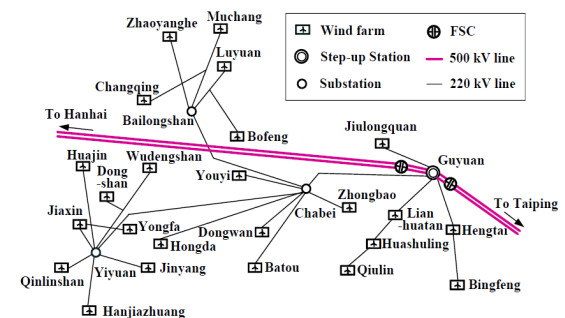 Muchang
Zhaoyanghe
Luyuan
Changqing
Bailongshan
Wind farm
FSC
Step-up Station
500 kV line
Substation
220 kV line
To Hanhai
Bofeng
Jiulongquan
Guyuan
Huajin
Wudengshan
Dong
-shan
Youyi
Zhongbao
To Taiping
Jiaxin
Chabei
Lian
-huatan
Hengtai
Yongfa
Dongwan
Hongda
Huashuling
Qinlinshan
Yiyuan
Jinyang
Batou
Qiulin
Bingfeng
Hanjiazhuang